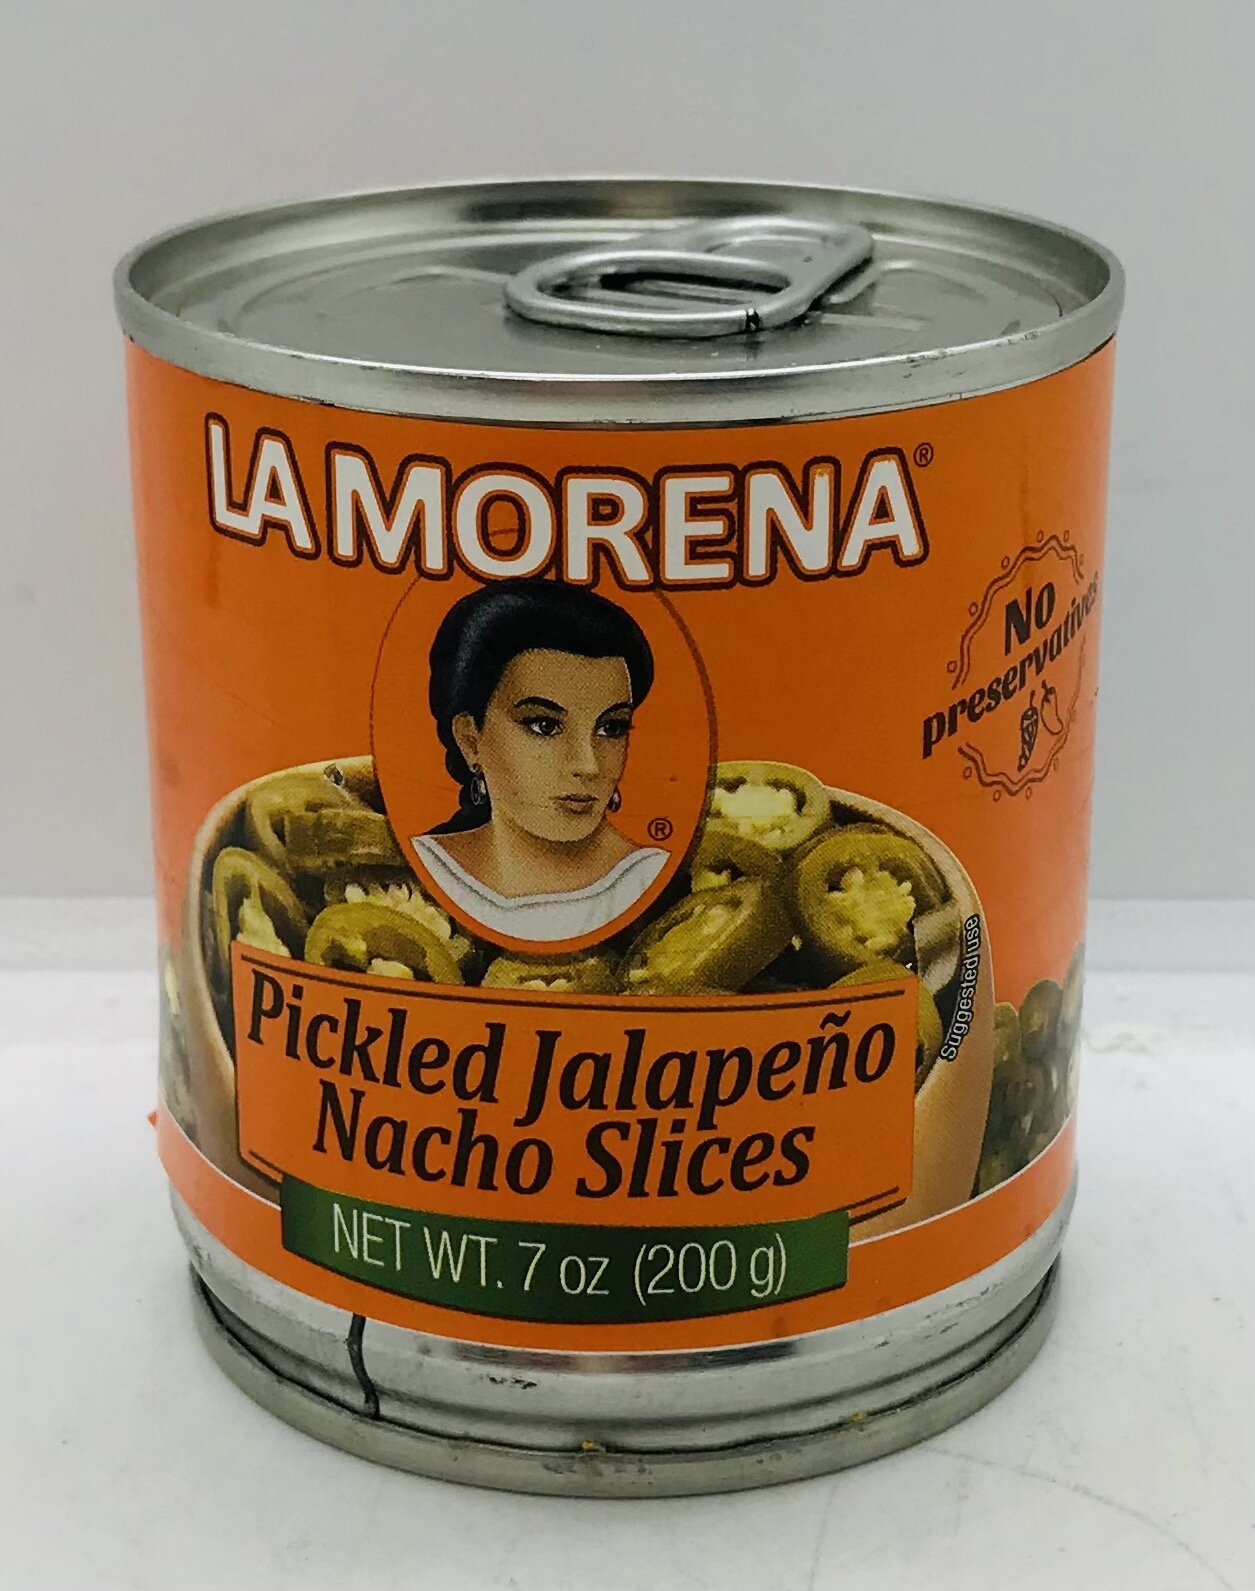 LA MORENA®
No
preservatives
®
Suggested use
Pickled Jalapeño
Nacho Slices
NET WT. 7 oz (200 g)